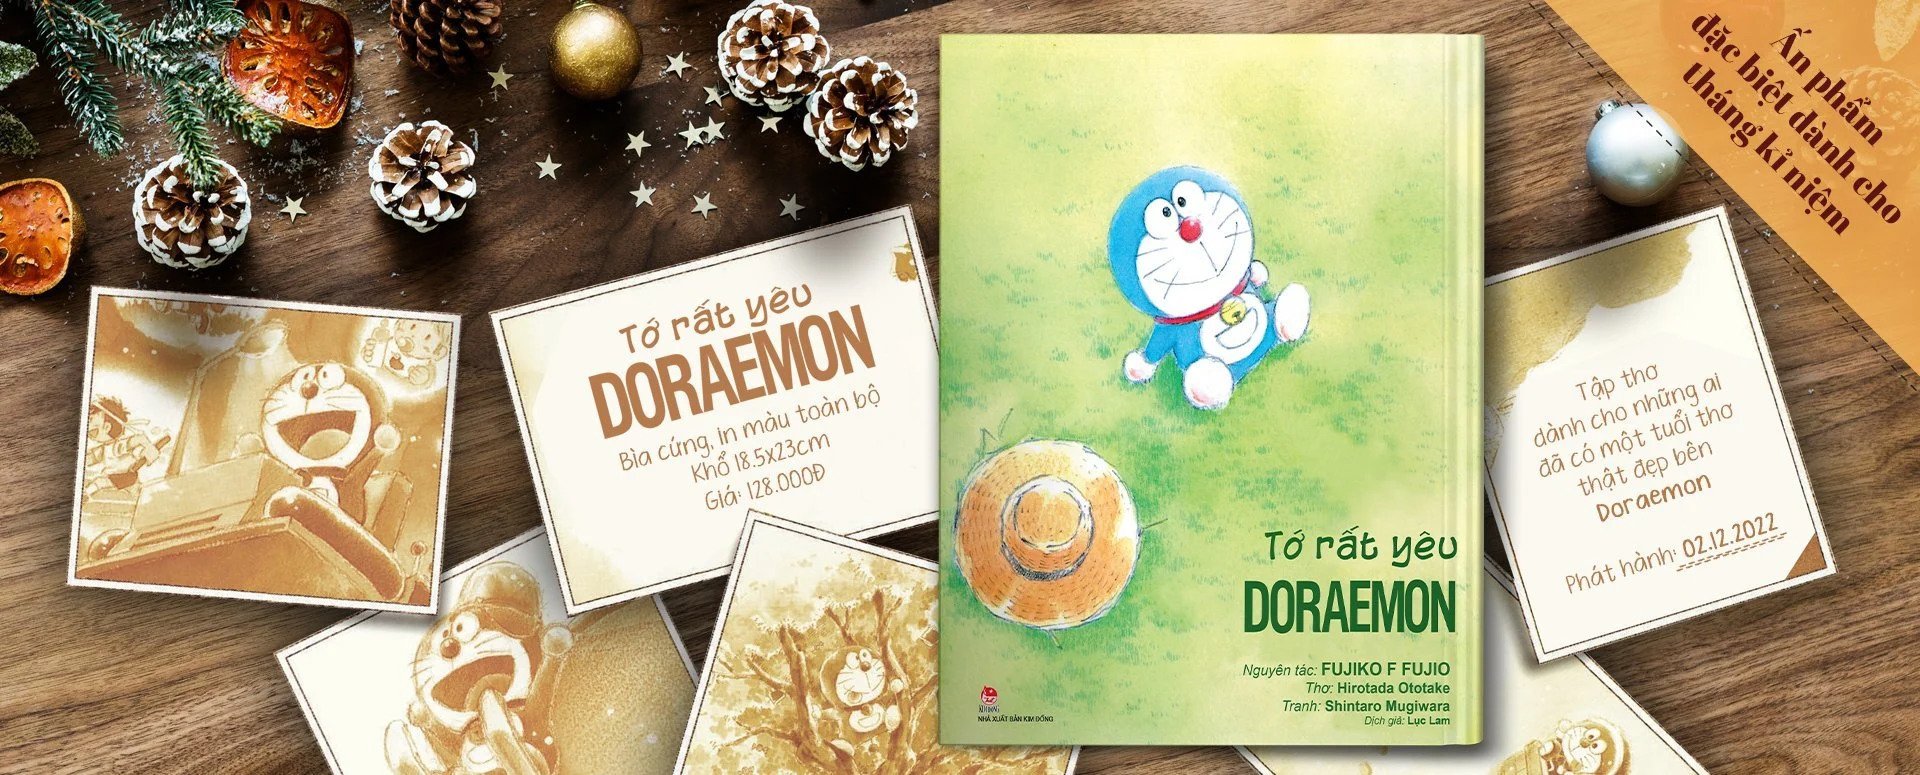 Ấn phẩm
đặc biệt dành cho
tháng kỉ niệm
Tớ rất yêu
DORAEMON
Bìa cứng, in màu toàn bộ
Khổ 18.5x23cm
Giá: 128.000Đ
Tớ rất yêu
DORAEMON
Nguyên tác: FUJIKO F FUJIO
Thơ: Hirotada Ototake
Tranh: Shintaro Mugiwara
Dịch giả: Lục Lam
KIM ĐỒNG
NHÀ XUẤT BẢN KIM ĐỒNG
Tập thơ
dành cho những ai
đã có một tuổi thơ
thật đẹp bên
Doraemon
Phát hành: 02.12.2022